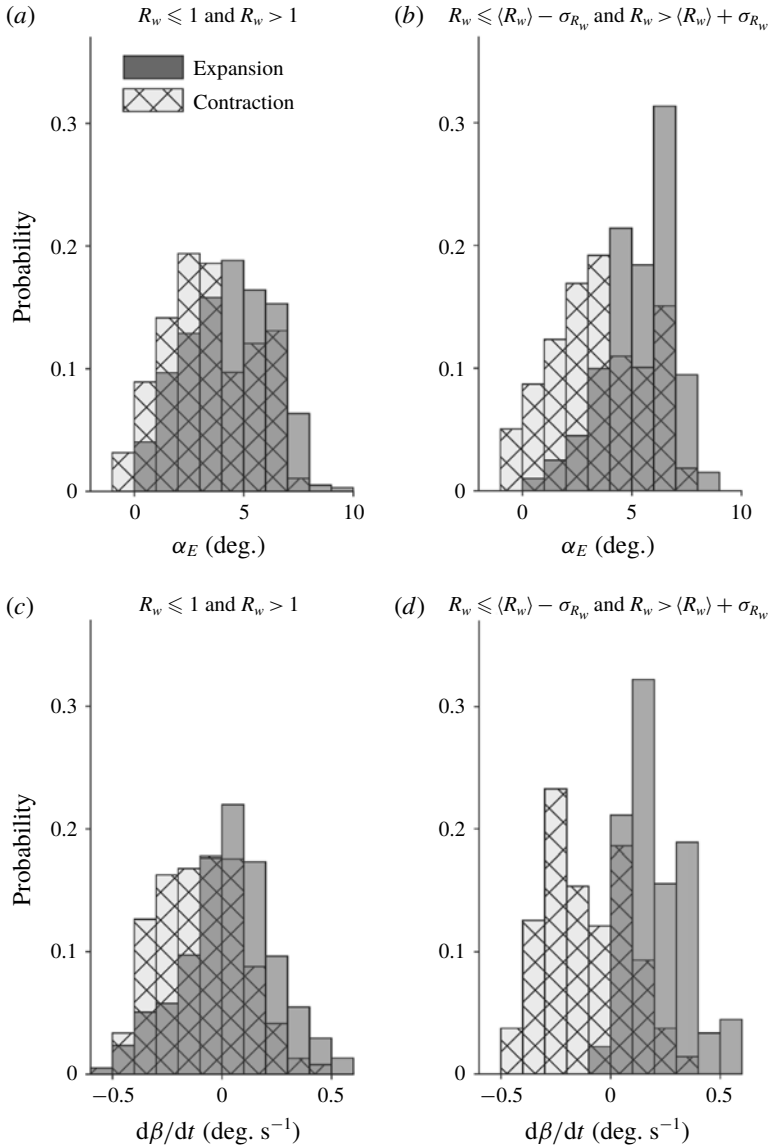 (a) R_w ⩽ 1 and R_w > 1
Expansion
Contraction
0.3
0.2
0.1
0
Probability
0 5 10
α_E (deg.)
(b) R_w ⩽ ⟨R_w⟩ − σ_{R_w} and R_w > ⟨R_w⟩ + σ_{R_w}
0.3
0.2
0.1
0
0 5 10
α_E (deg.)
(c) R_w ⩽ 1 and R_w > 1
0.3
0.2
0.1
0
Probability
−0.5 0 0.5
dβ/dt (deg. s⁻¹)
(d) R_w ⩽ ⟨R_w⟩ − σ_{R_w} and R_w > ⟨R_w⟩ + σ_{R_w}
0.3
0.2
0.1
0
−0.5 0 0.5
dβ/dt (deg. s⁻¹)